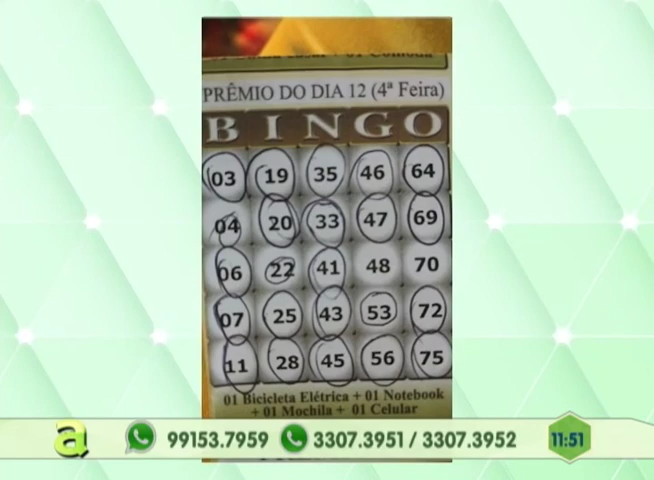 PRÊMIO DO DIA 12 (4ª Feira)
BINGO
03 19 35 46 64
04 20 33 47 69
06 22 41 48 70
07 25 43 53 72
11 28 45 56 75
01 Bicicleta Elétrica + 01 Notebook
+ 01 Mochila + 01 Celular
a 99153.7959 3307.3951 / 3307.3952 11:51